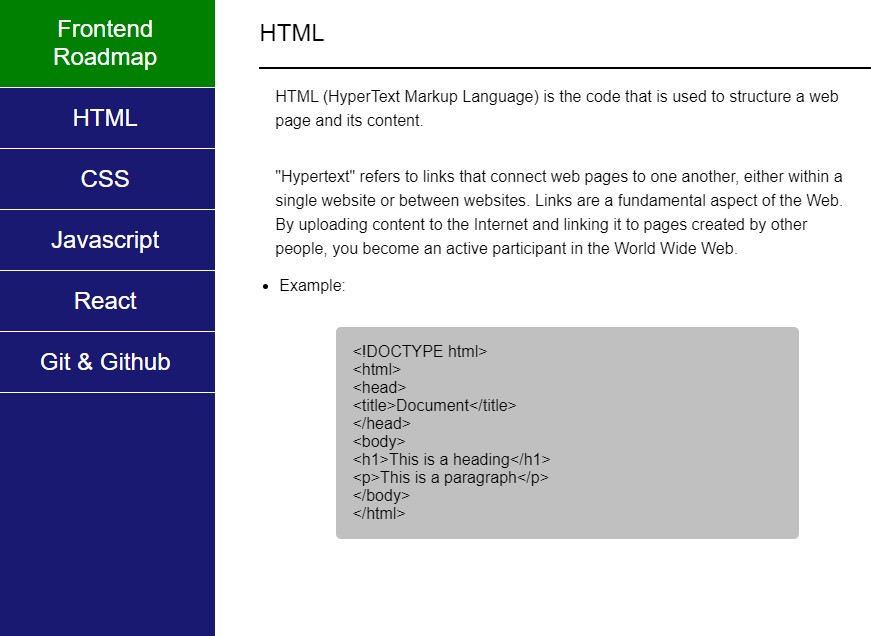 Frontend
Roadmap
HTML
CSS
Javascript
React
Git & Github
HTML
HTML (HyperText Markup Language) is the code that is used to structure a web
page and its content.
"Hypertext" refers to links that connect web pages to one another, either within a
single website or between websites. Links are a fundamental aspect of the Web.
By uploading content to the Internet and linking it to pages created by other
people, you become an active participant in the World Wide Web.
Example:
<!DOCTYPE html>
<html>
<head>
<title>Document</title>
</head>
<body>
<h1>This is a heading</h1>
<p>This is a paragraph</p>
</body>
</html>